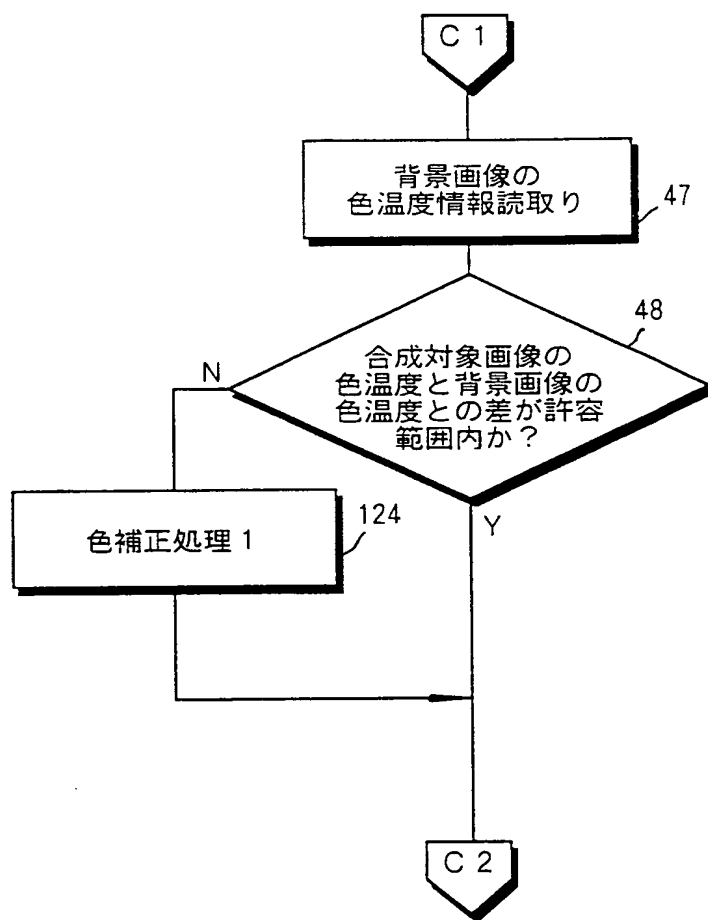 C 1
背景画像の
色温度情報読取り
47
48
合成対象画像の
色温度と背景画像の
色温度との差が許容
範囲内か？
N
Y
色補正処理 1
124
C 2